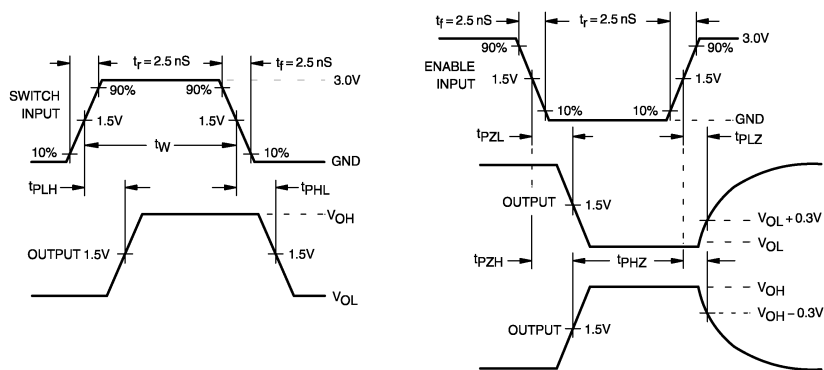 tf = 2.5 nS
tr = 2.5 nS
90%
90%
3.0V
SWITCH
INPUT
1.5V
1.5V
10%
tW
10%
GND
tPLH
tPHL
VOH
OUTPUT 1.5V
1.5V
VOL
tf = 2.5 nS
tr = 2.5 nS
3.0V
90%
90%
ENABLE
INPUT
1.5V
1.5V
10%
10%
GND
tPZL
tPLZ
OUTPUT
1.5V
VOL + 0.3V
VOL
tPZH
tPHZ
VOH
VOH – 0.3V
OUTPUT
1.5V